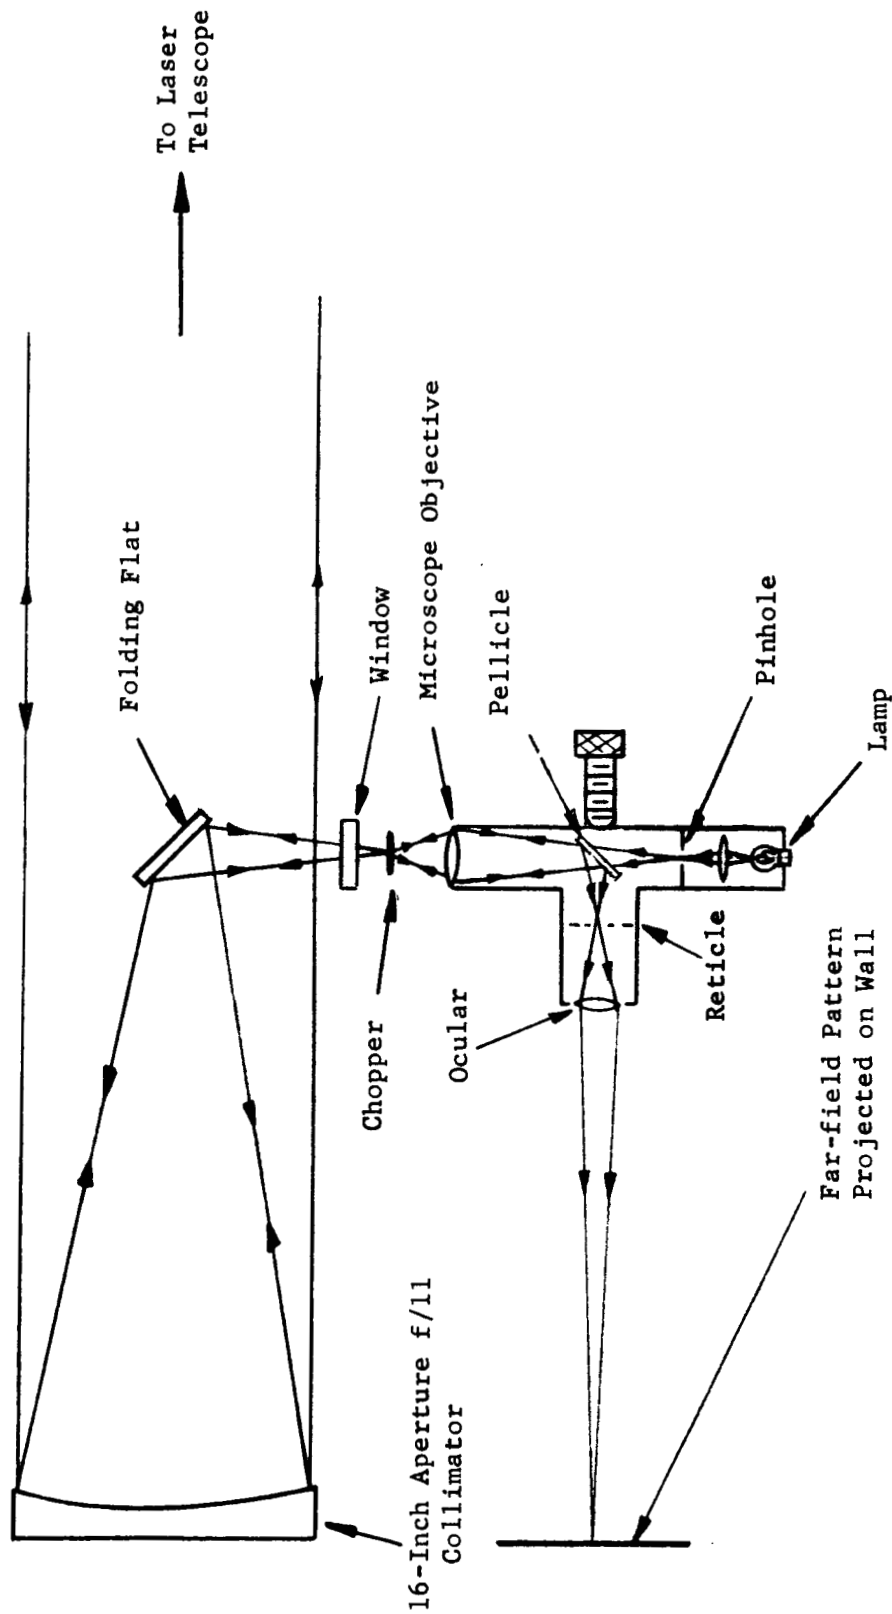 To Laser
Telescope
Folding Flat
Window
Microscope Objective
Pellicle
Pinhole
Lamp
Chopper
Ocular
Reticle
16-Inch Aperture f/11
Collimator
Far-field Pattern
Projected on Wall